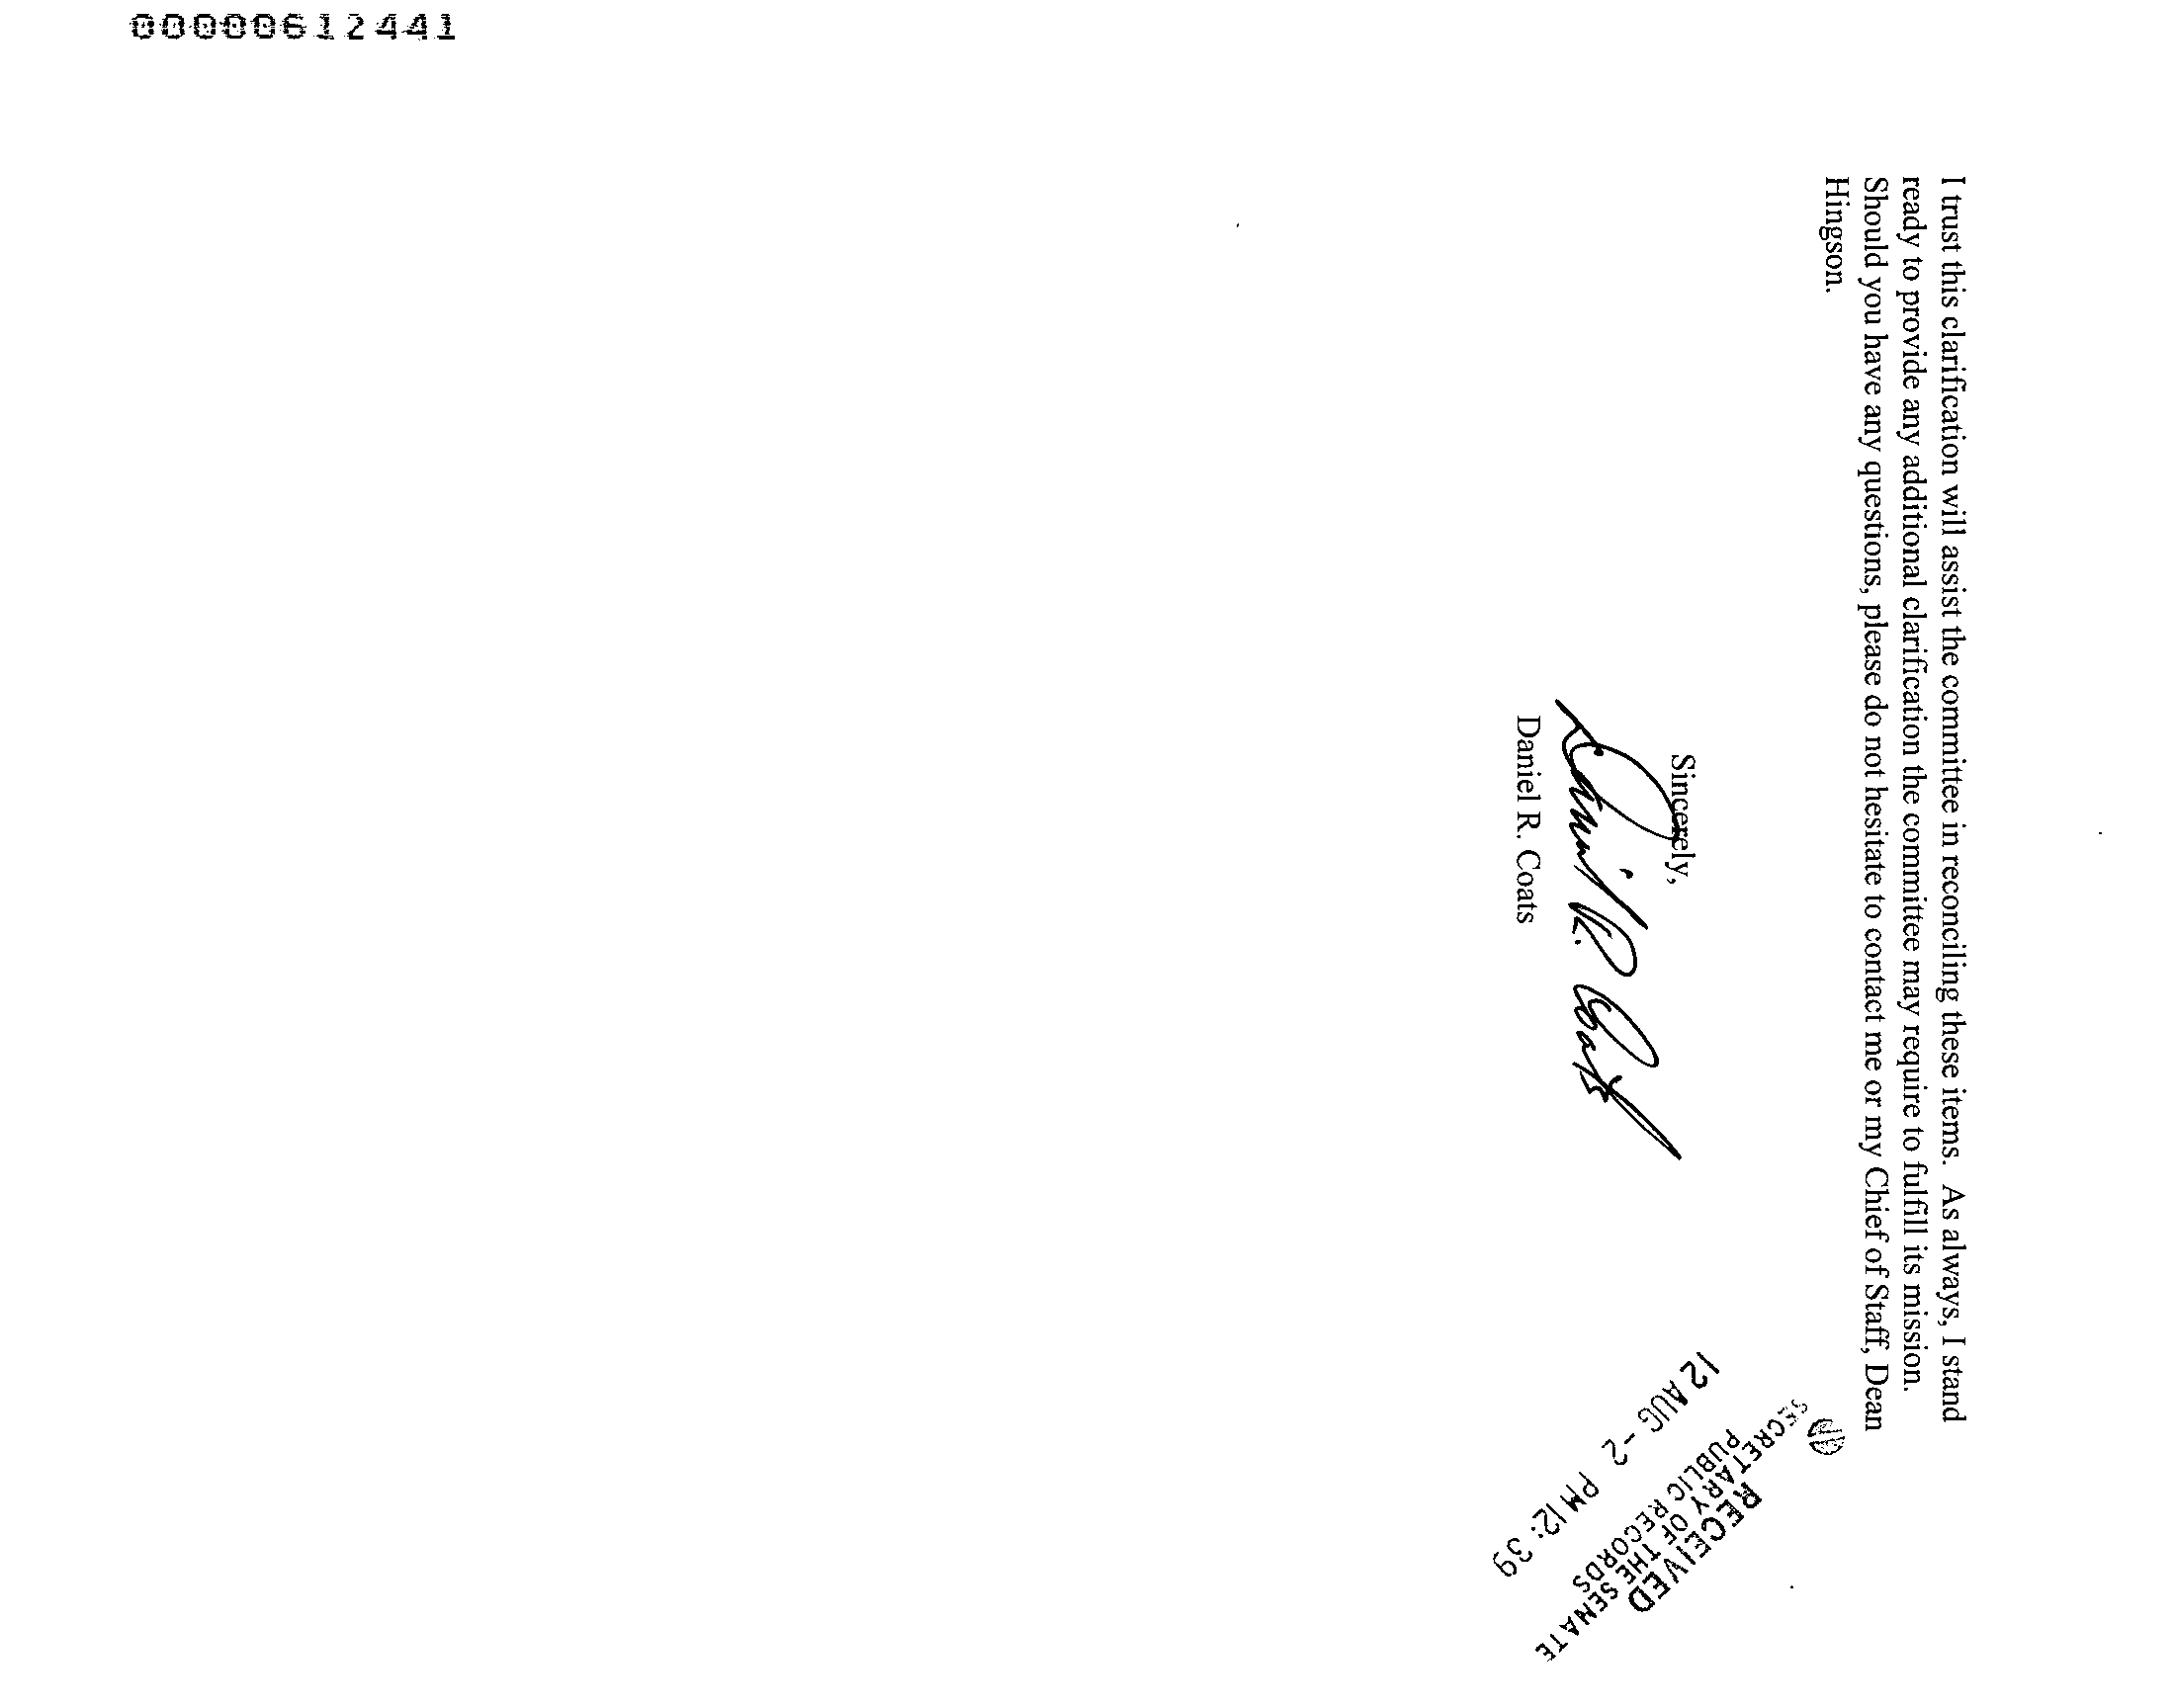 00000612441
I trust this clarification will assist the committee in reconciling these items. As always, I stand
ready to provide any additional clarification the committee may require to fulfill its mission.
Should you have any questions, please do not hesitate to contact me or my Chief of Staff, Dean
Hingson.
Sincerely,
Daniel R. Coats
Daniel R. Coats
RECEIVED
SECRETARY OF THE SENATE
PUBLIC RECORDS
12 AUG -2 PM 12:39